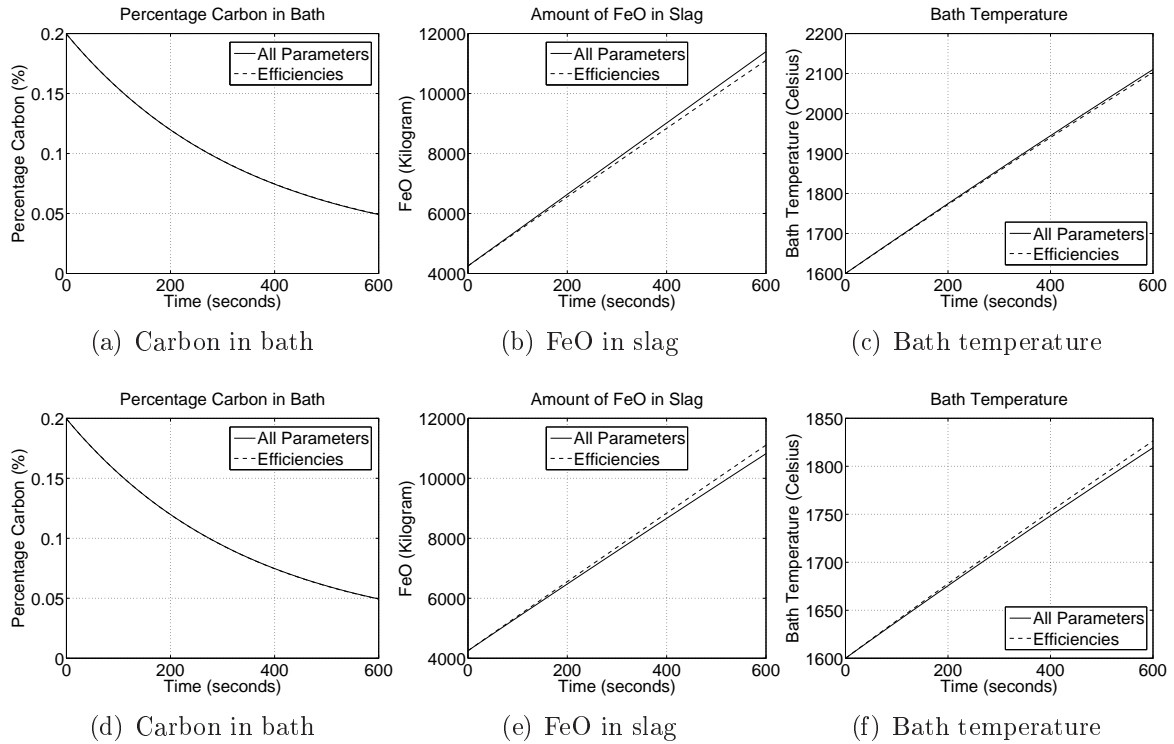 Percentage Carbon in Bath
Percentage Carbon (%)
0.2
0.15
0.1
0.05
0
0
200
400
600
Time (seconds)
All Parameters
Efficiencies
(a) Carbon in bath
Amount of FeO in Slag
FeO (Kilogram)
12000
10000
8000
6000
4000
0
200
400
600
Time (seconds)
All Parameters
Efficiencies
(b) FeO in slag
Bath Temperature
Bath Temperature (Celsius)
2200
2100
2000
1900
1800
1700
1600
0
200
400
600
Time (seconds)
All Parameters
Efficiencies
(c) Bath temperature
Percentage Carbon in Bath
Percentage Carbon (%)
0.2
0.15
0.1
0.05
0
0
200
400
600
Time (seconds)
All Parameters
Efficiencies
(d) Carbon in bath
Amount of FeO in Slag
FeO (Kilogram)
12000
10000
8000
6000
4000
0
200
400
600
Time (seconds)
All Parameters
Efficiencies
(e) FeO in slag
Bath Temperature
Bath Temperature (Celsius)
1850
1800
1750
1700
1650
1600
0
200
400
600
Time (seconds)
All Parameters
Efficiencies
(f) Bath temperature